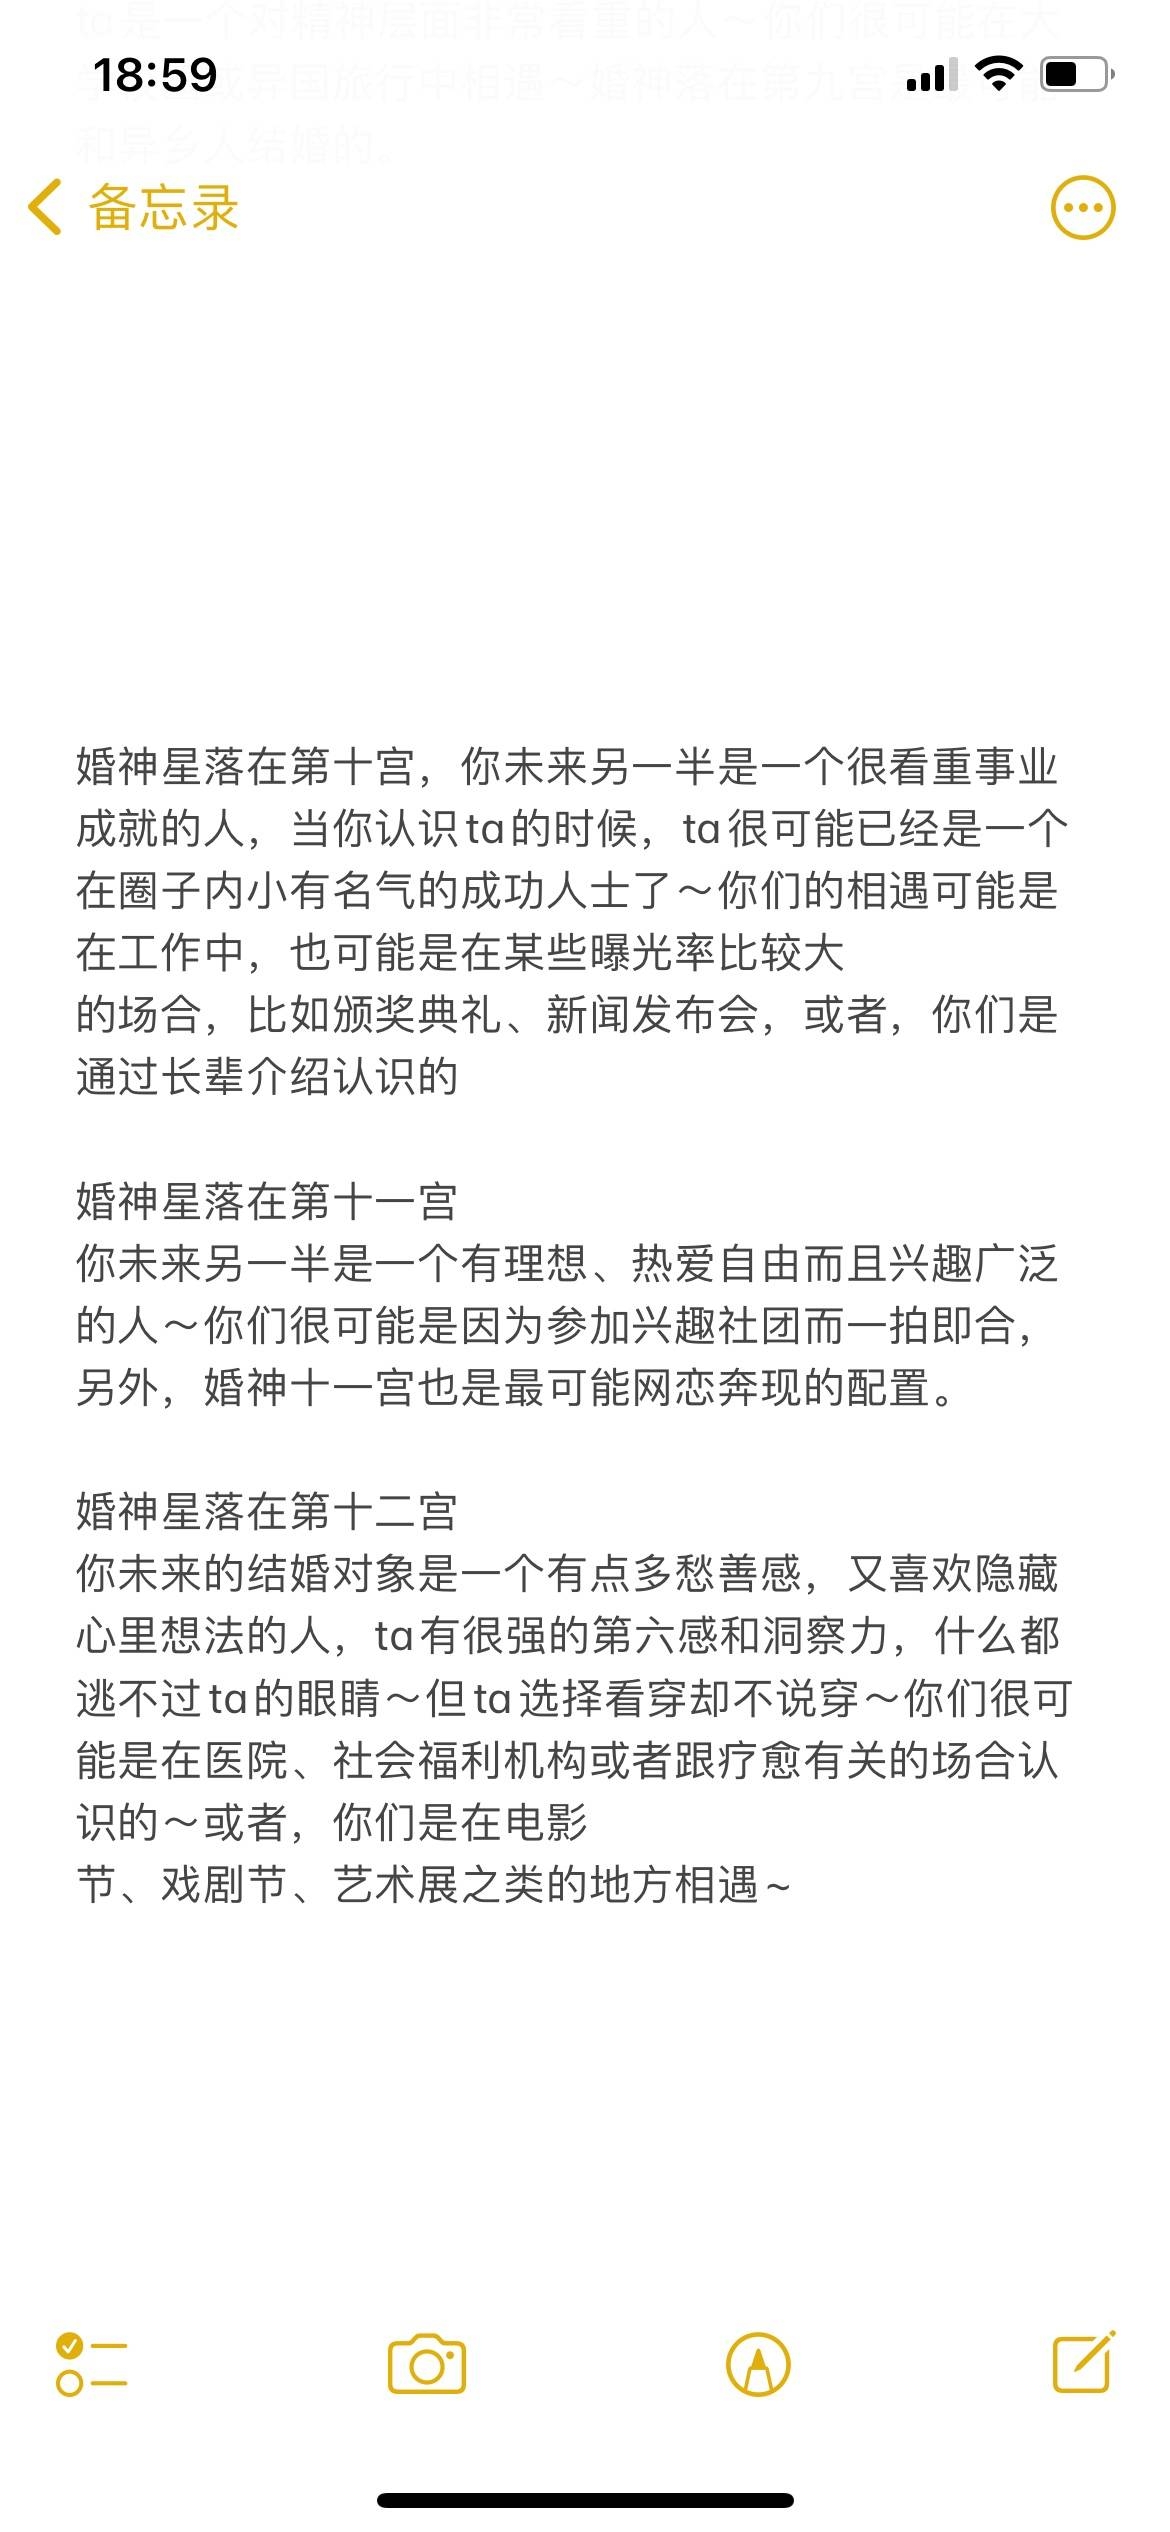 ta是一个对精神层面非常看重的人～你们很可能在大
18:59
和异乡人结婚的。
备忘录
婚神星落在第十宫，你未来另一半是一个很看重事业
成就的人，当你认识ta的时候，ta很可能已经是一个
在圈子内小有名气的成功人士了～你们的相遇可能是
在工作中，也可能是在某些曝光率比较大
的场合，比如颁奖典礼、新闻发布会，或者，你们是
通过长辈介绍认识的
婚神星落在第十一宫
你未来另一半是一个有理想、热爱自由而且兴趣广泛
的人～你们很可能是因为参加兴趣社团而一拍即合，
另外，婚神十一宫也是最可能网恋奔现的配置。
婚神星落在第十二宫
你未来的结婚对象是一个有点多愁善感，又喜欢隐藏
心里想法的人，ta有很强的第六感和洞察力，什么都
逃不过ta的眼睛～但ta选择看穿却不说穿～你们很可
能是在医院、社会福利机构或者跟疗愈有关的场合认
识的～或者，你们是在电影
节、戏剧节、艺术展之类的地方相遇~